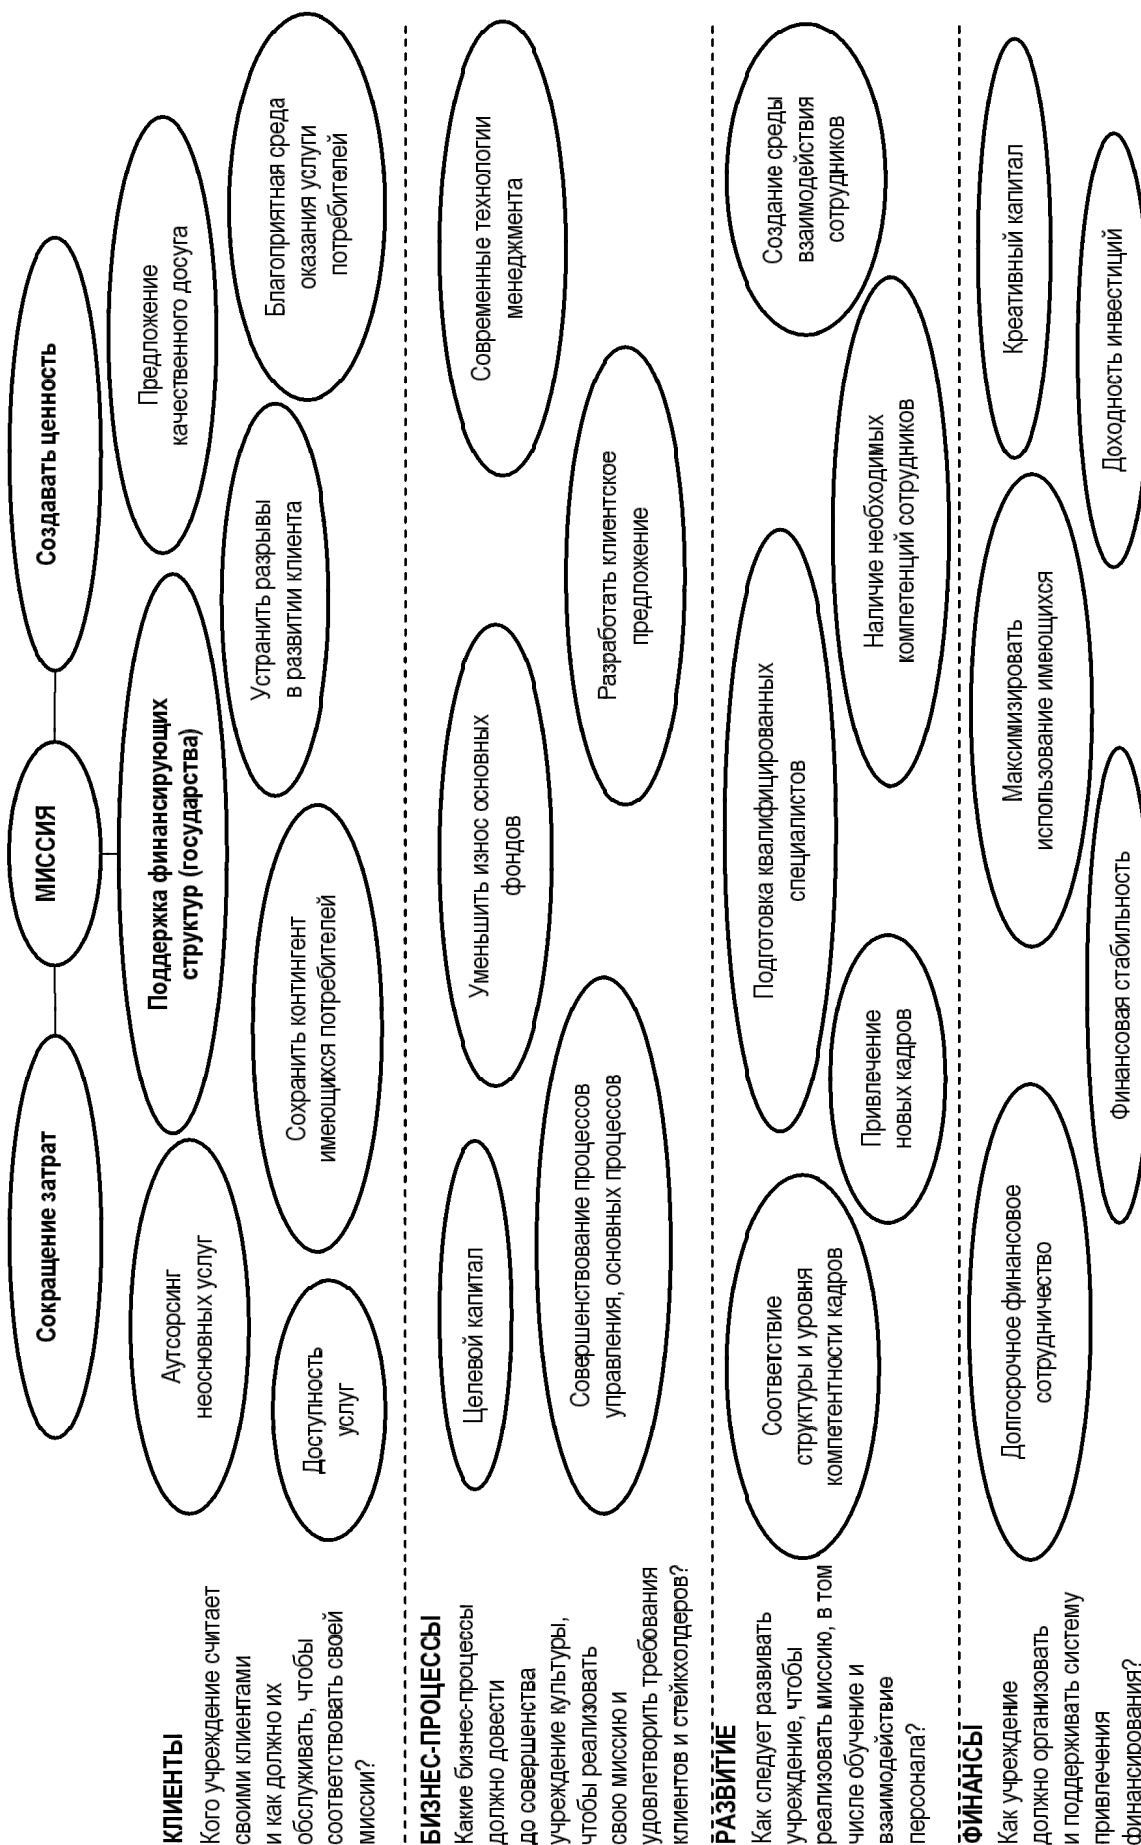 Сокращение затрат
МИССИЯ
Создавать ценность
КЛИЕНТЫ
Кого учреждение считает
своими клиентами
и как должно их
обслуживать, чтобы
соответствовать своей
миссии?
Аутсорсинг
неосновных услуг
Поддержка финансирующих
структур (государства)
Предложение
качественного досуга
Доступность
услуг
Сохранить контингент
имеющихся потребителей
Устранить разрывы
в развитии клиента
Благоприятная среда
оказания услуги
потребителей
БИЗНЕС-ПРОЦЕССЫ
Какие бизнес-процессы
должно довести
до совершенства
учреждение культуры,
чтобы реализовать
свою миссию и
удовлетворить требования
клиентов и стейкхолдеров?
Целевой капитал
Уменьшить износ основных
фондов
Современные технологии
менеджмента
Совершенствование процессов
управления, основных процессов
Разработать клиентское
предложение
РАЗВИТИЕ
Как следует развивать
учреждение, чтобы
реализовать миссию, в том
числе обучение и
взаимодействие
персонала?
Соответствие
структуры и уровня
компетентности кадров
Подготовка квалифицированных
специалистов
Создание среды
взаимодействия
сотрудников
Привлечение
новых кадров
Наличие необходимых
компетенций сотрудников
ФИНАНСЫ
Как учреждение
должно организовать
и поддерживать систему
привлечения
финансирования?
Долгосрочное финансовое
сотрудничество
Максимизировать
использование имеющихся
Креативный капитал
Финансовая стабильность
Доходность инвестиций